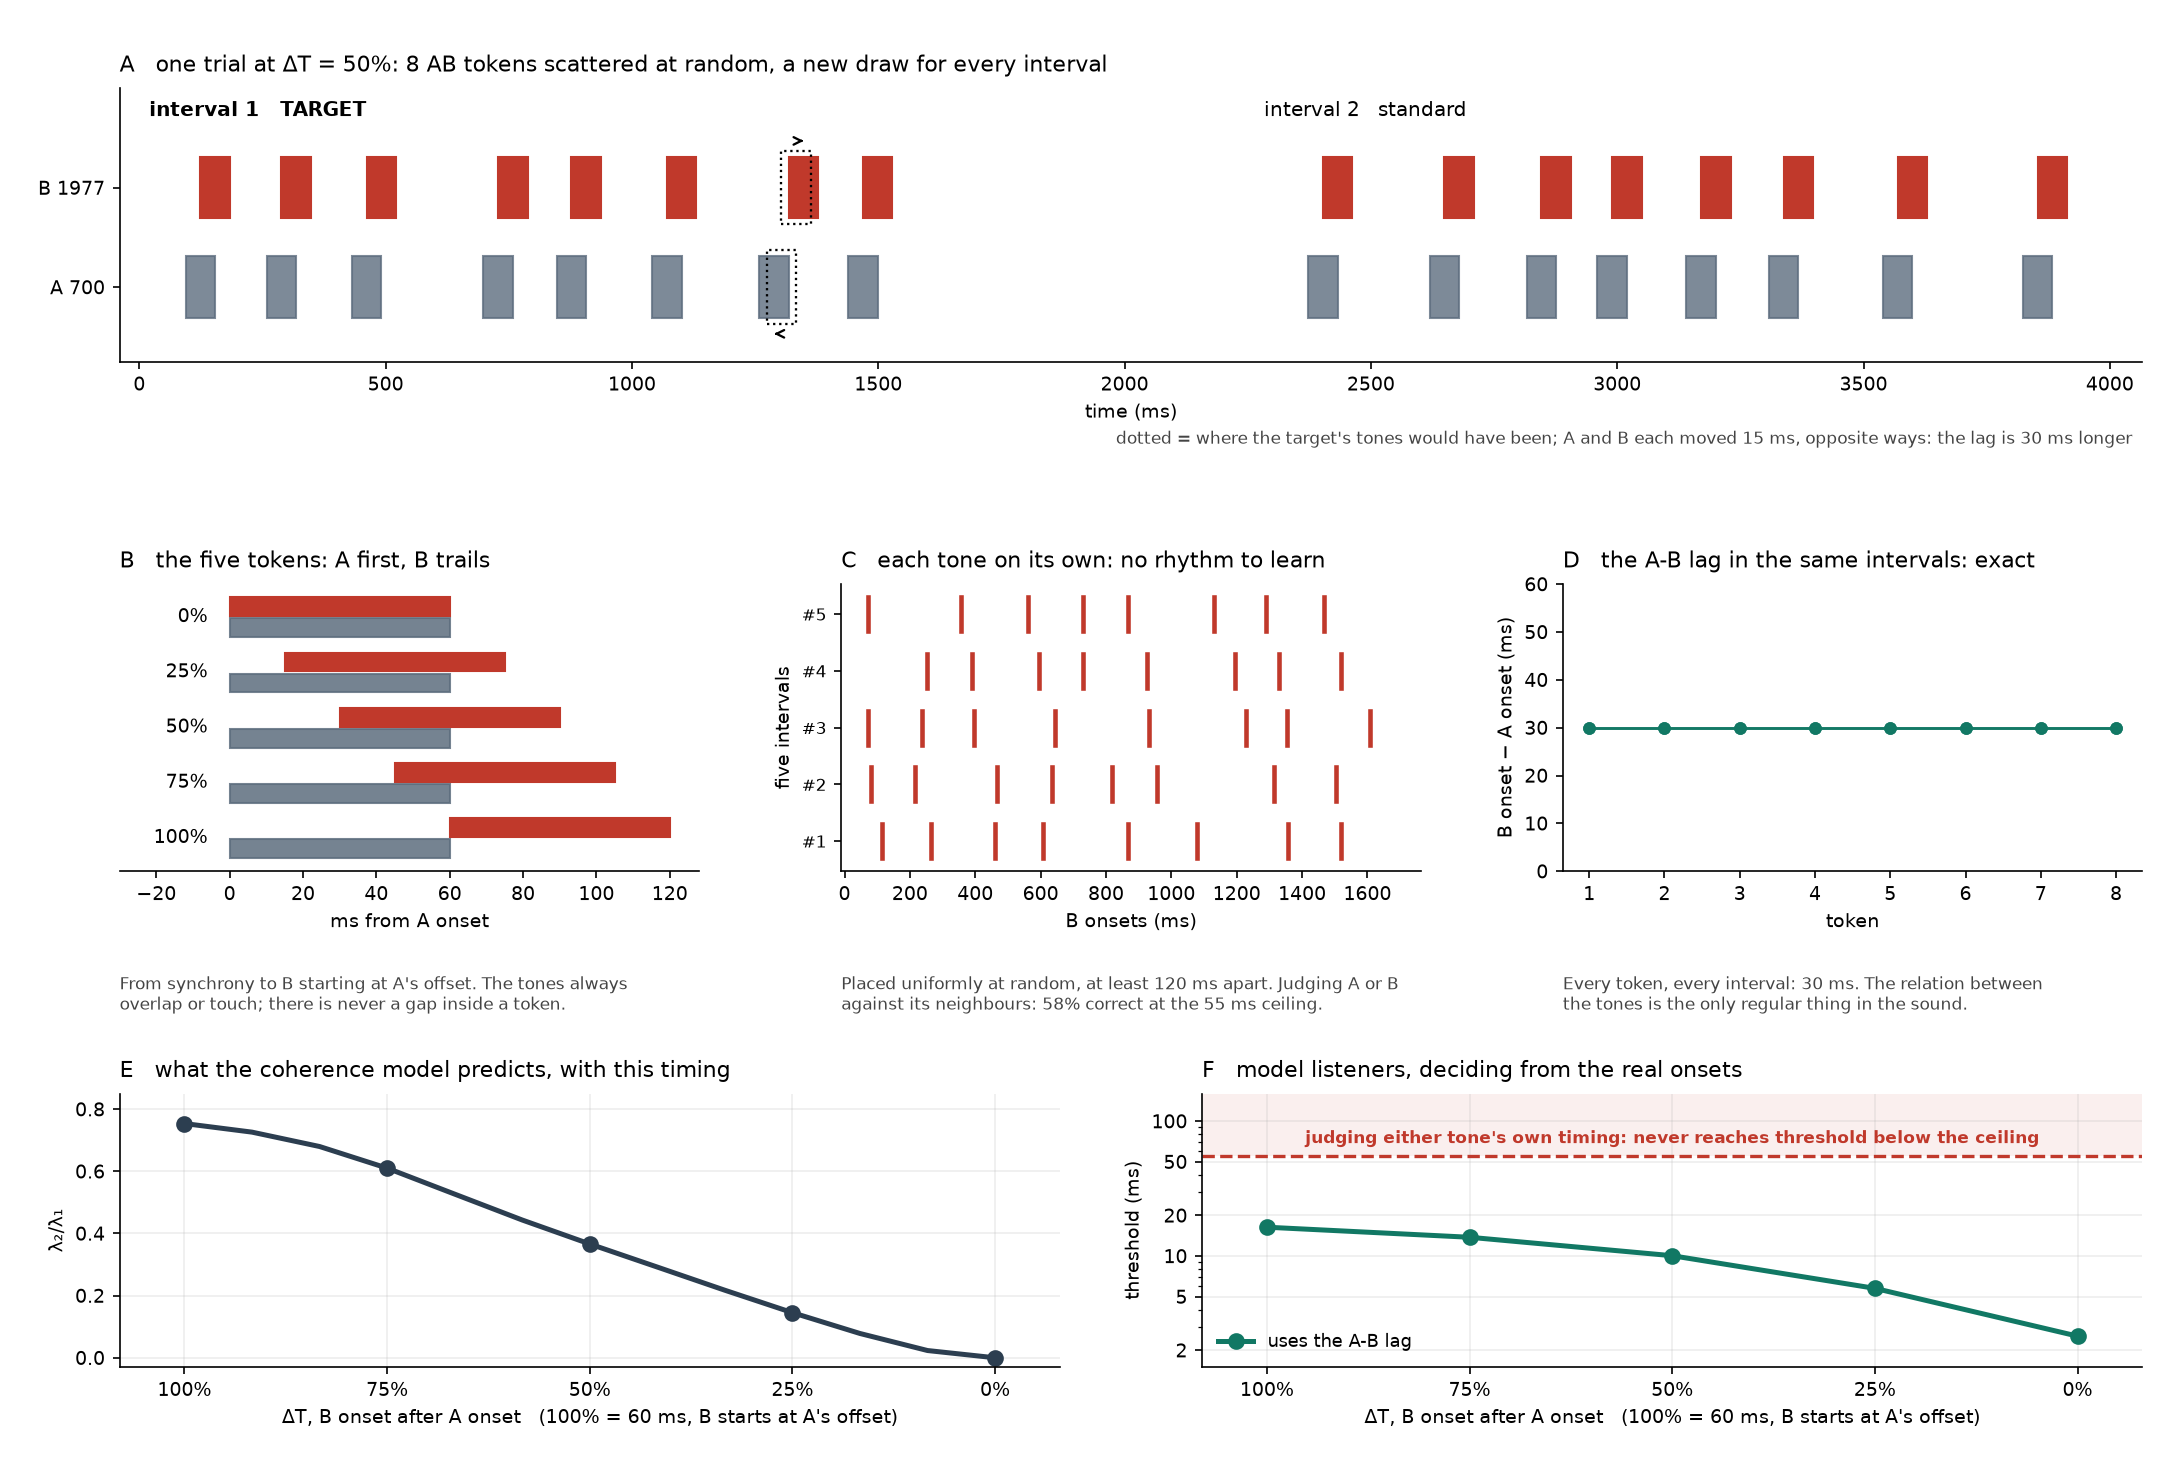 A one trial at ΔT = 50%: 8 AB tokens scattered at random, a new draw for every interval
interval 1 TARGET
interval 2 standard
>
B 1977
A 700
<
0 500 1000 1500 2000 2500 3000 3500 4000
time (ms)
dotted = where the target's tones would have been; A and B each moved 15 ms, opposite ways: the lag is 30 ms longer
B the five tokens: A first, B trails
0%
25%
50%
75%
100%
−20 0 20 40 60 80 100 120
ms from A onset
From synchrony to B starting at A's offset. The tones always
overlap or touch; there is never a gap inside a token.
C each tone on its own: no rhythm to learn
five intervals
#5
#4
#3
#2
#1
0 200 400 600 800 1000 1200 1400 1600
B onsets (ms)
Placed uniformly at random, at least 120 ms apart. Judging A or B
against its neighbours: 58% correct at the 55 ms ceiling.
D the A-B lag in the same intervals: exact
B onset − A onset (ms)
60
50
40
30
20
10
0
1 2 3 4 5 6 7 8
token
Every token, every interval: 30 ms. The relation between
the tones is the only regular thing in the sound.
E what the coherence model predicts, with this timing
λ₂/λ₁
0.8
0.6
0.4
0.2
0.0
100% 75% 50% 25% 0%
ΔT, B onset after A onset (100% = 60 ms, B starts at A's offset)
F model listeners, deciding from the real onsets
threshold (ms)
100
50
20
10
5
2
judging either tone's own timing: never reaches threshold below the ceiling
uses the A-B lag
100% 75% 50% 25% 0%
ΔT, B onset after A onset (100% = 60 ms, B starts at A's offset)